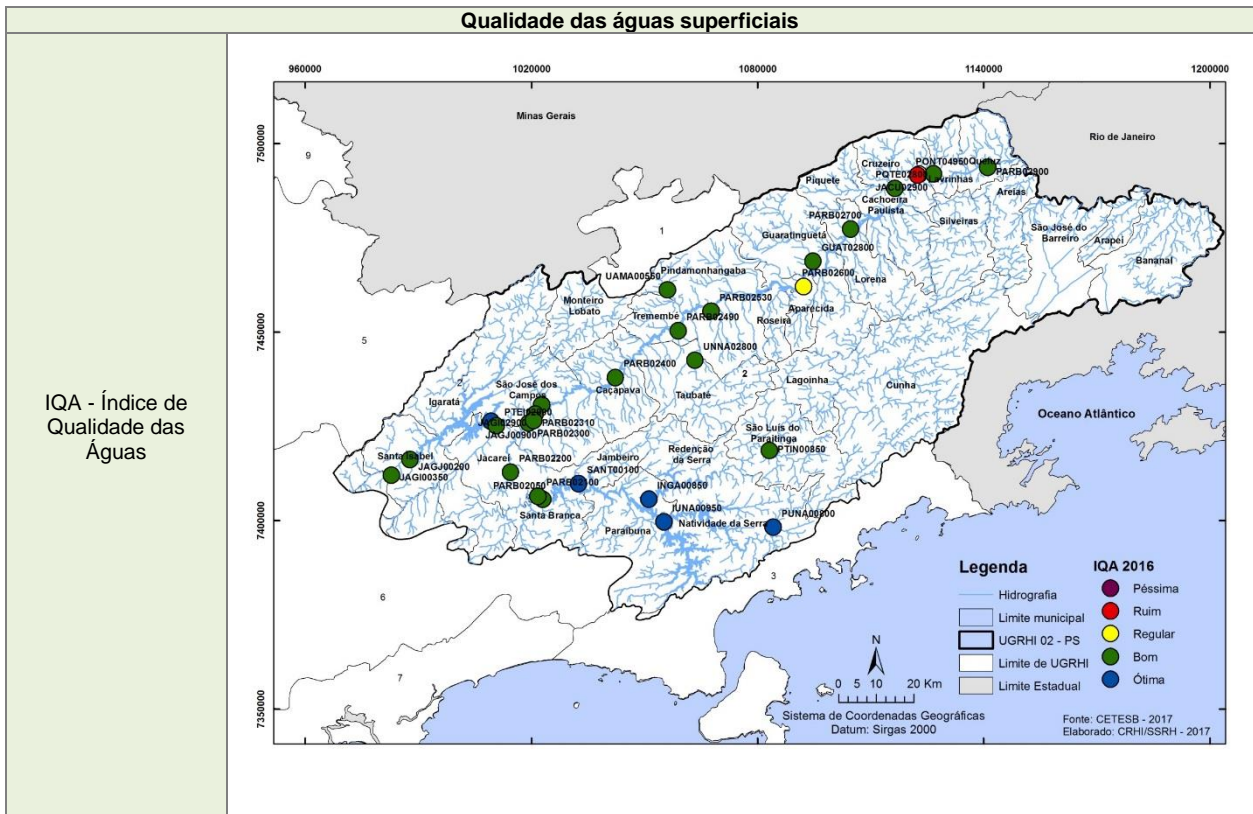 Qualidade das águas superficiais
IQA - Índice de
Qualidade das
Águas
960000
1020000
1080000
1140000
1200000
7500000
7450000
7400000
7350000
Minas Gerais
Rio de Janeiro
9
1
5
2
2
3
6
7
Cruzeiro
PONT04950
Queluz
PQTE02800
Lavrinhas
PARB02900
Piquete
JACU02900
Areias
Cachoeira
Paulista
PARB02700
Silveiras
São José do
Barreiro
Arapeí
Bananal
Guaratinguetá
GUAT02800
Lorena
Pindamonhangaba
UAMA00550
PARB02600
Aparecida
Monteiro
Lobato
PARB02530
Tremembé
PARB02490
Roseira
UNNA02800
PARB02400
Caçapava
Taubaté
Lagoinha
Cunha
São José dos
Campos
Igaratá
PARB02310
JAGI02900
JAGJ00900
PARB02300
São Luís do
Paraitinga
PTIN00850
Redenção
da Serra
Santa Isabel
JAGJ00200
JAGI00350
Jacareí
PARB02200
Jambeiro
SANT00100
PARB02050
PARB02100
INGA00850
Santa Branca
IUNA00950
PUNA00800
Paraibuna
Natividade da Serra
Oceano Atlântico
Legenda
Hidrografia
Limite municipal
UGRHI 02 - PS
Limite de UGRHI
Limite Estadual
IQA 2016
Péssima
Ruim
Regular
Bom
Ótima
N
0 5 10 20 Km
Sistema de Coordenadas Geográficas
Datum: Sirgas 2000
Fonte: CETESB - 2017
Elaborado: CRHI/SSRH - 2017